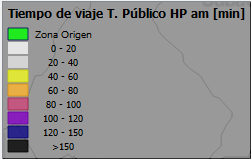 Tiempo de viaje T. Público HP am [min]
Zona Origen
0 - 20
20 - 40
40 - 60
60 - 80
80 - 100
100 - 120
120 - 150
>150